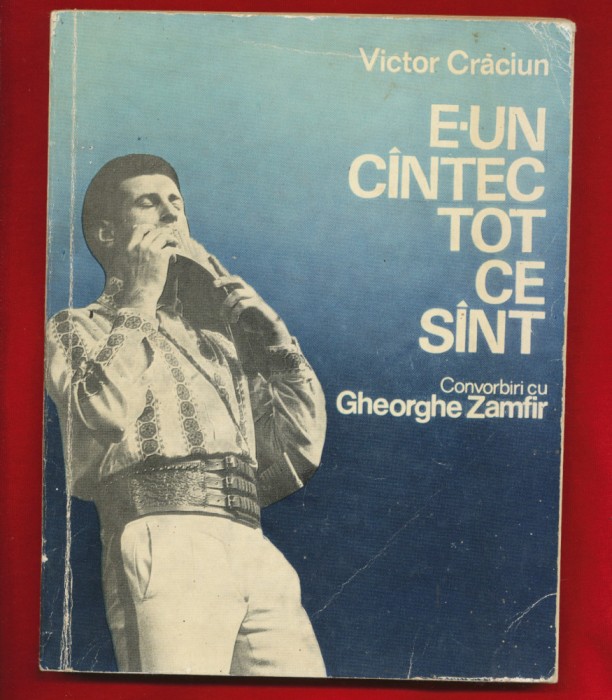 Victor Crăciun
E-UN
CÎNTEC
TOT
CE
SÎNT
Convorbiri cu
Gheorghe Zamfir